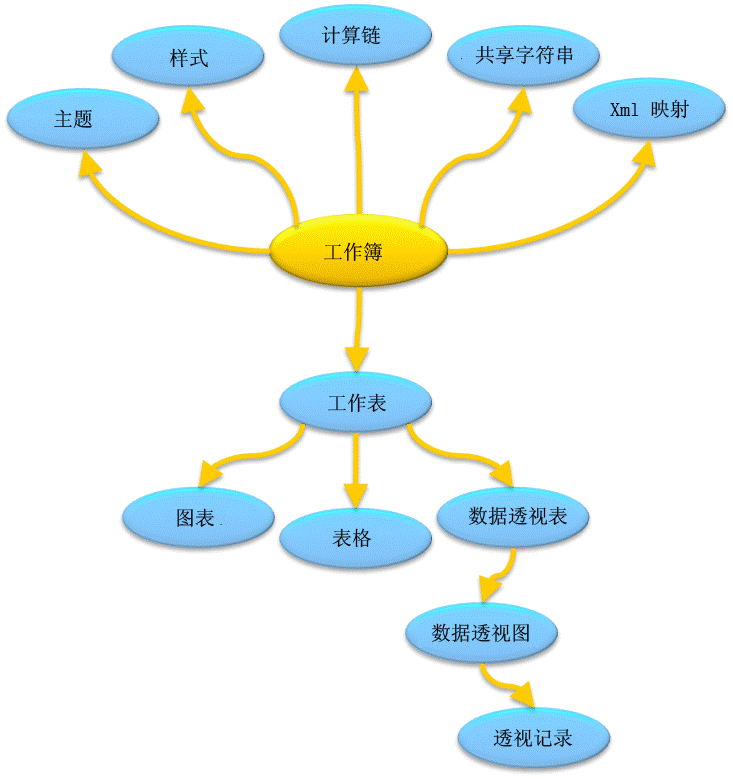 计算链
样式
共享字符串
主题
Xml 映射
工作簿
工作表
图表
表格
数据透视表
数据透视图
透视记录